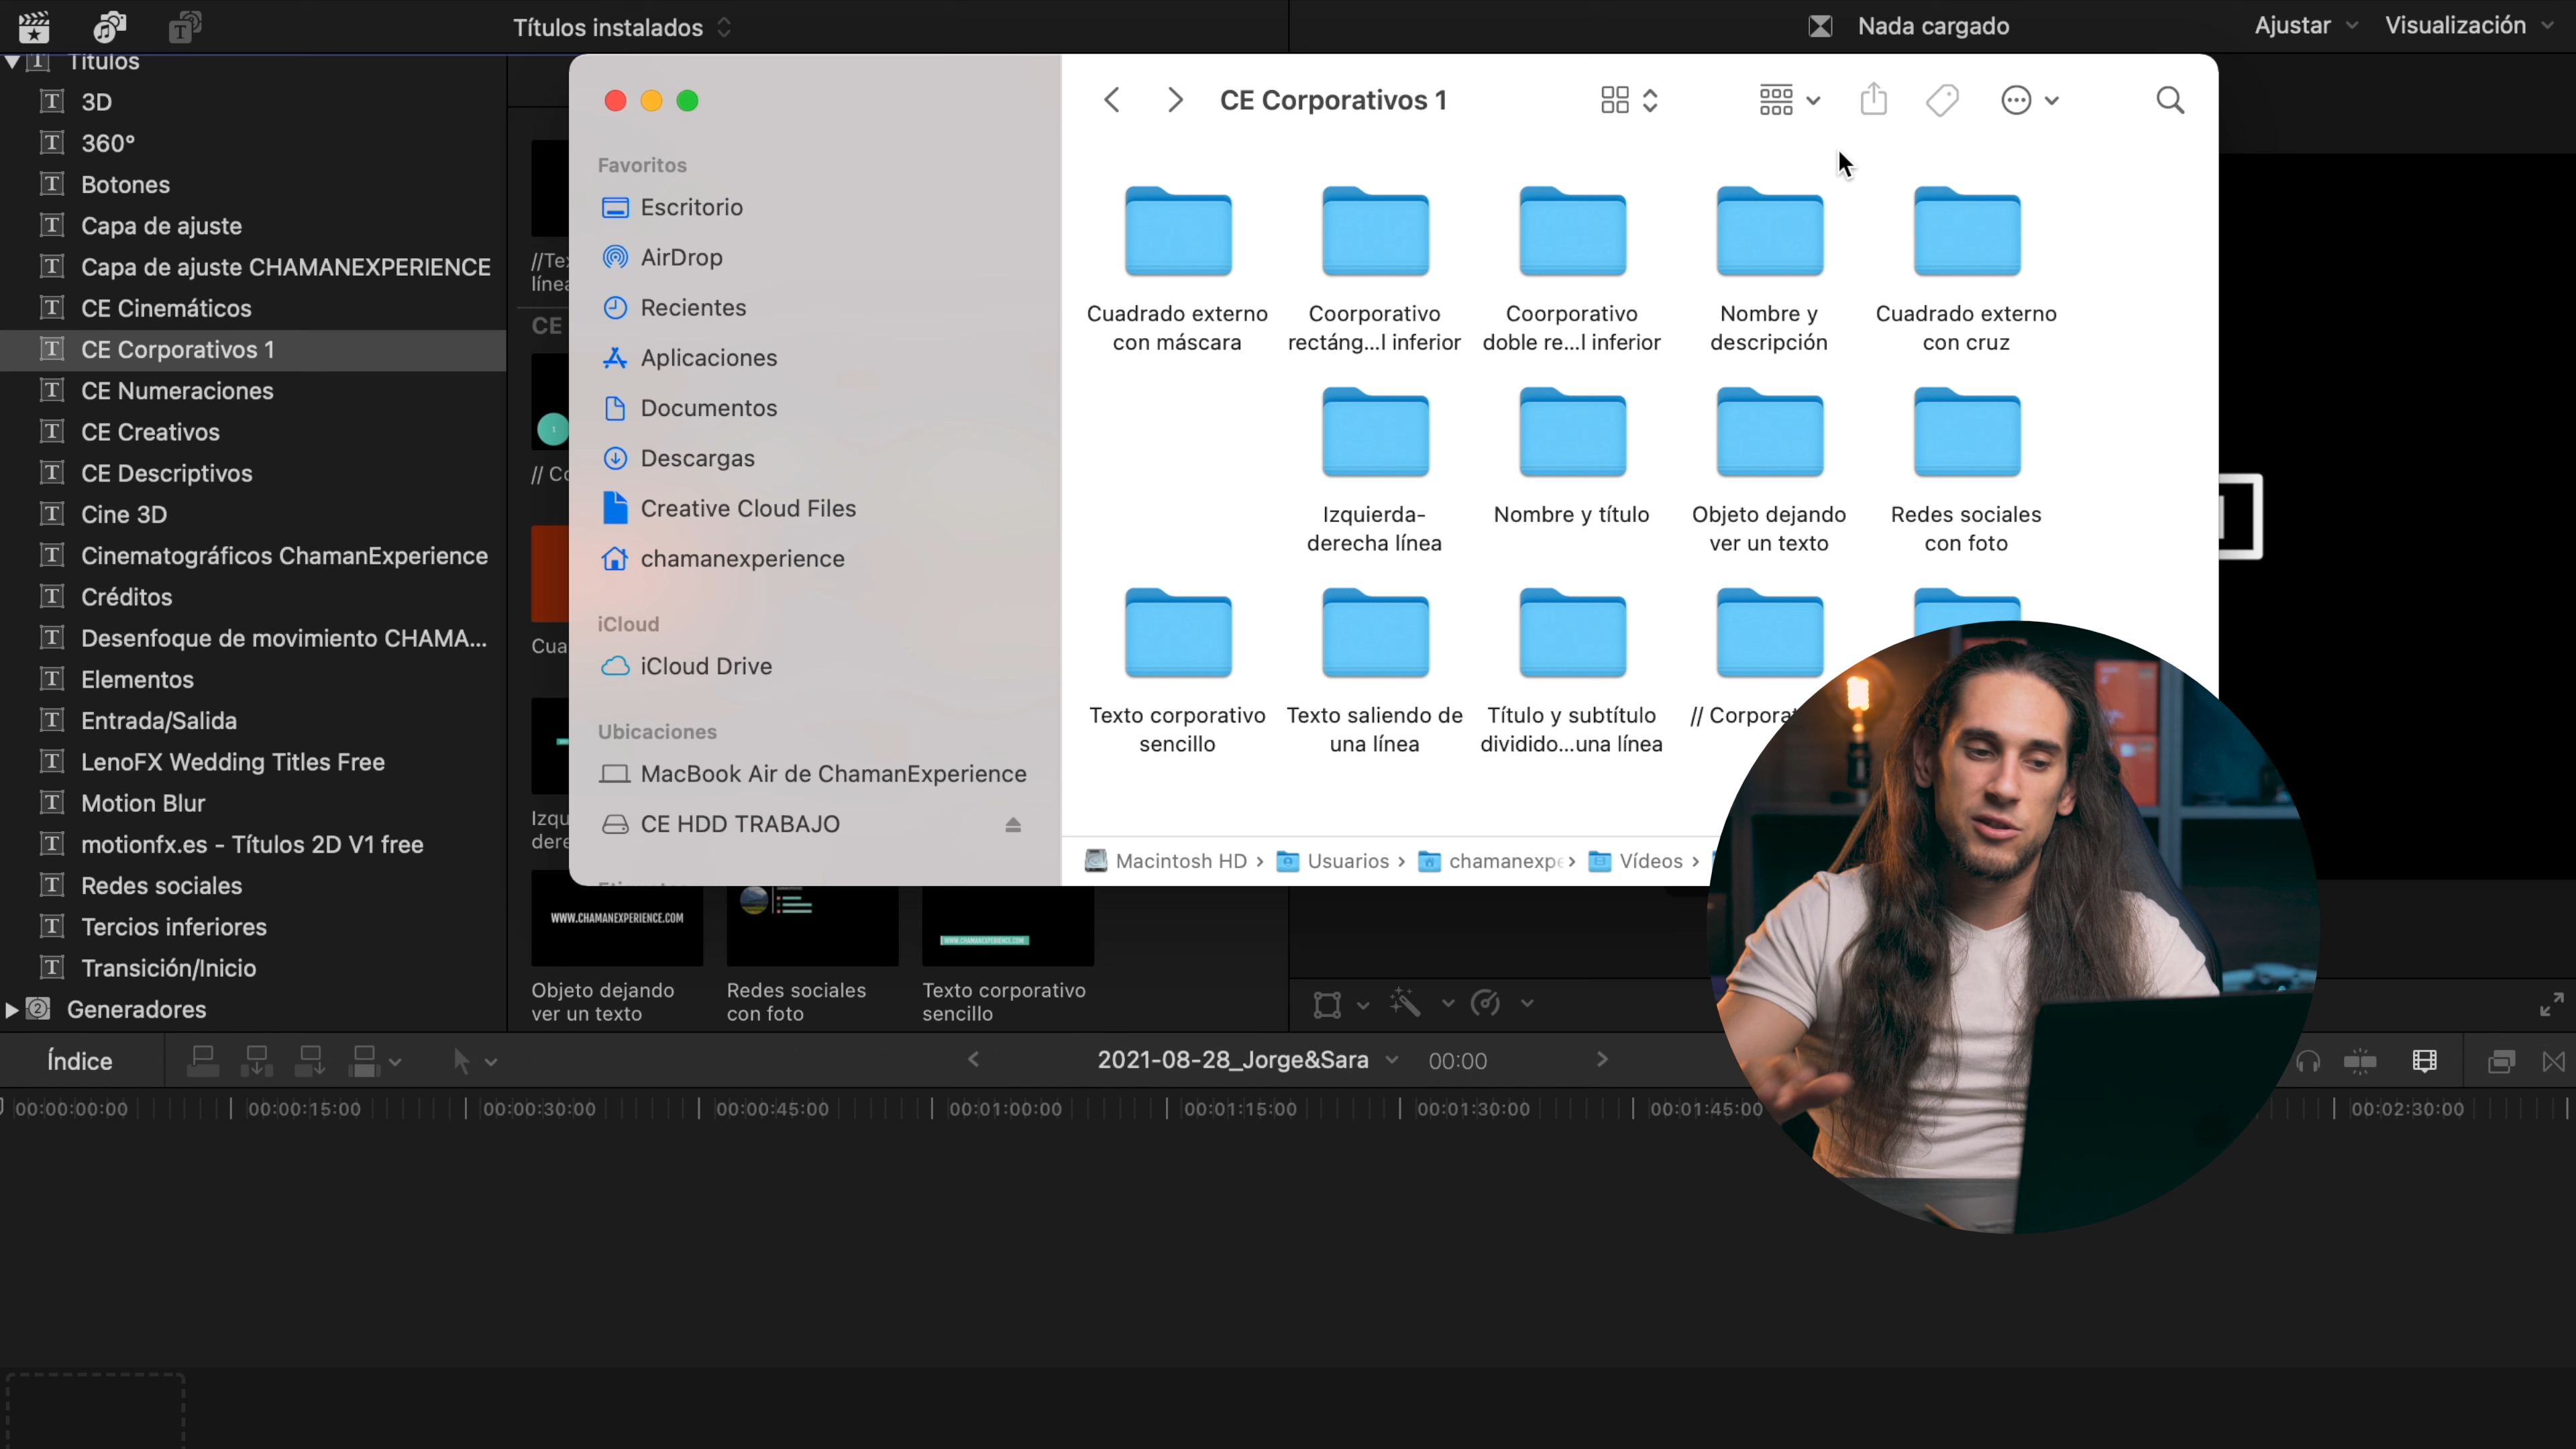 Títulos instalados
Nada cargado
Ajustar
Visualización
Títulos
3D
360°
Botones
Capa de ajuste
Capa de ajuste CHAMANEXPERIENCE
CE Cinemáticos
CE Corporativos 1
CE Numeraciones
CE Creativos
CE Descriptivos
Cine 3D
Cinematográficos ChamanExperience
Créditos
Desenfoque de movimiento CHAMA...
Elementos
Entrada/Salida
LenoFX Wedding Titles Free
Motion Blur
motionfx.es - Títulos 2D V1 free
Redes sociales
Tercios inferiores
Transición/Inicio
Generadores
CE
Favoritos
Escritorio
AirDrop
Recientes
Aplicaciones
Documentos
Descargas
Creative Cloud Files
chamanexperience
iCloud
iCloud Drive
Ubicaciones
MacBook Air de ChamanExperience
CE HDD TRABAJO
CE Corporativos 1
Cuadrado externo
con máscara
Coorporativo
rectáng...l inferior
Coorporativo
doble re...l inferior
Nombre y
descripción
Cuadrado externo
con cruz
Izquierda-
derecha línea
Nombre y título
Objeto dejando
ver un texto
Redes sociales
con foto
Texto corporativo
sencillo
Texto saliendo de
una línea
Título y subtítulo
dividido...una línea
// Corpora
Macintosh HD
Usuarios
chamanexpe
Vídeos
WWW.CHAMANEXPERIENCE.COM
WWW.CHAMANEXPERIENCE.COM
Objeto dejando
ver un texto
Redes sociales
con foto
Texto corporativo
sencillo
Índice
2021-08-28_Jorge&Sara
00:00
00:00:00:00
00:00:15:00
00:00:30:00
00:00:45:00
00:01:00:00
00:01:15:00
00:01:30:00
00:01:45:00
00:02:30:00